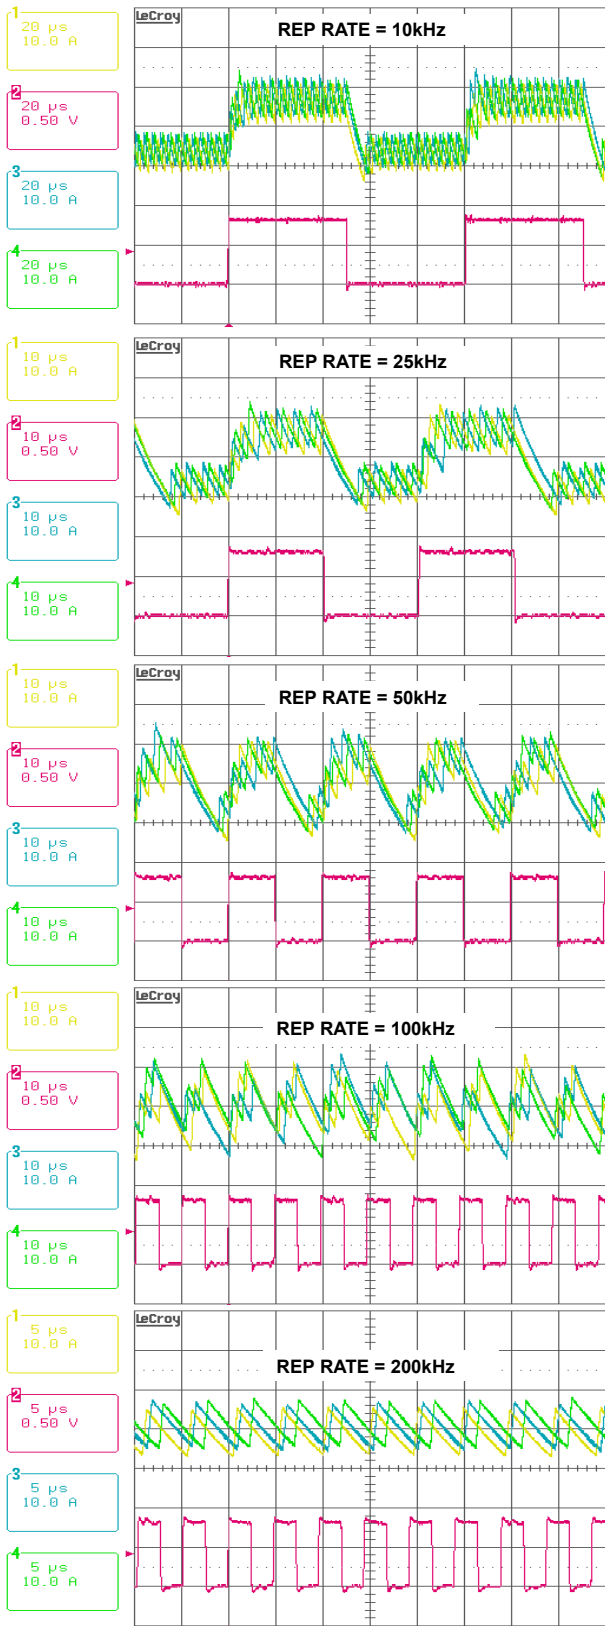 1
20 µs
10.0 A
2
20 µs
0.50 V
3
20 µs
10.0 A
4
20 µs
10.0 A
LeCroy
REP RATE = 10kHz
1
10 µs
10.0 A
2
10 µs
0.50 V
3
10 µs
10.0 A
4
10 µs
10.0 A
LeCroy
REP RATE = 25kHz
1
10 µs
10.0 A
2
10 µs
0.50 V
3
10 µs
10.0 A
4
10 µs
10.0 A
LeCroy
REP RATE = 50kHz
1
10 µs
10.0 A
2
10 µs
0.50 V
3
10 µs
10.0 A
4
10 µs
10.0 A
LeCroy
REP RATE = 100kHz
1
5 µs
10.0 A
2
5 µs
0.50 V
3
5 µs
10.0 A
4
5 µs
10.0 A
LeCroy
REP RATE = 200kHz